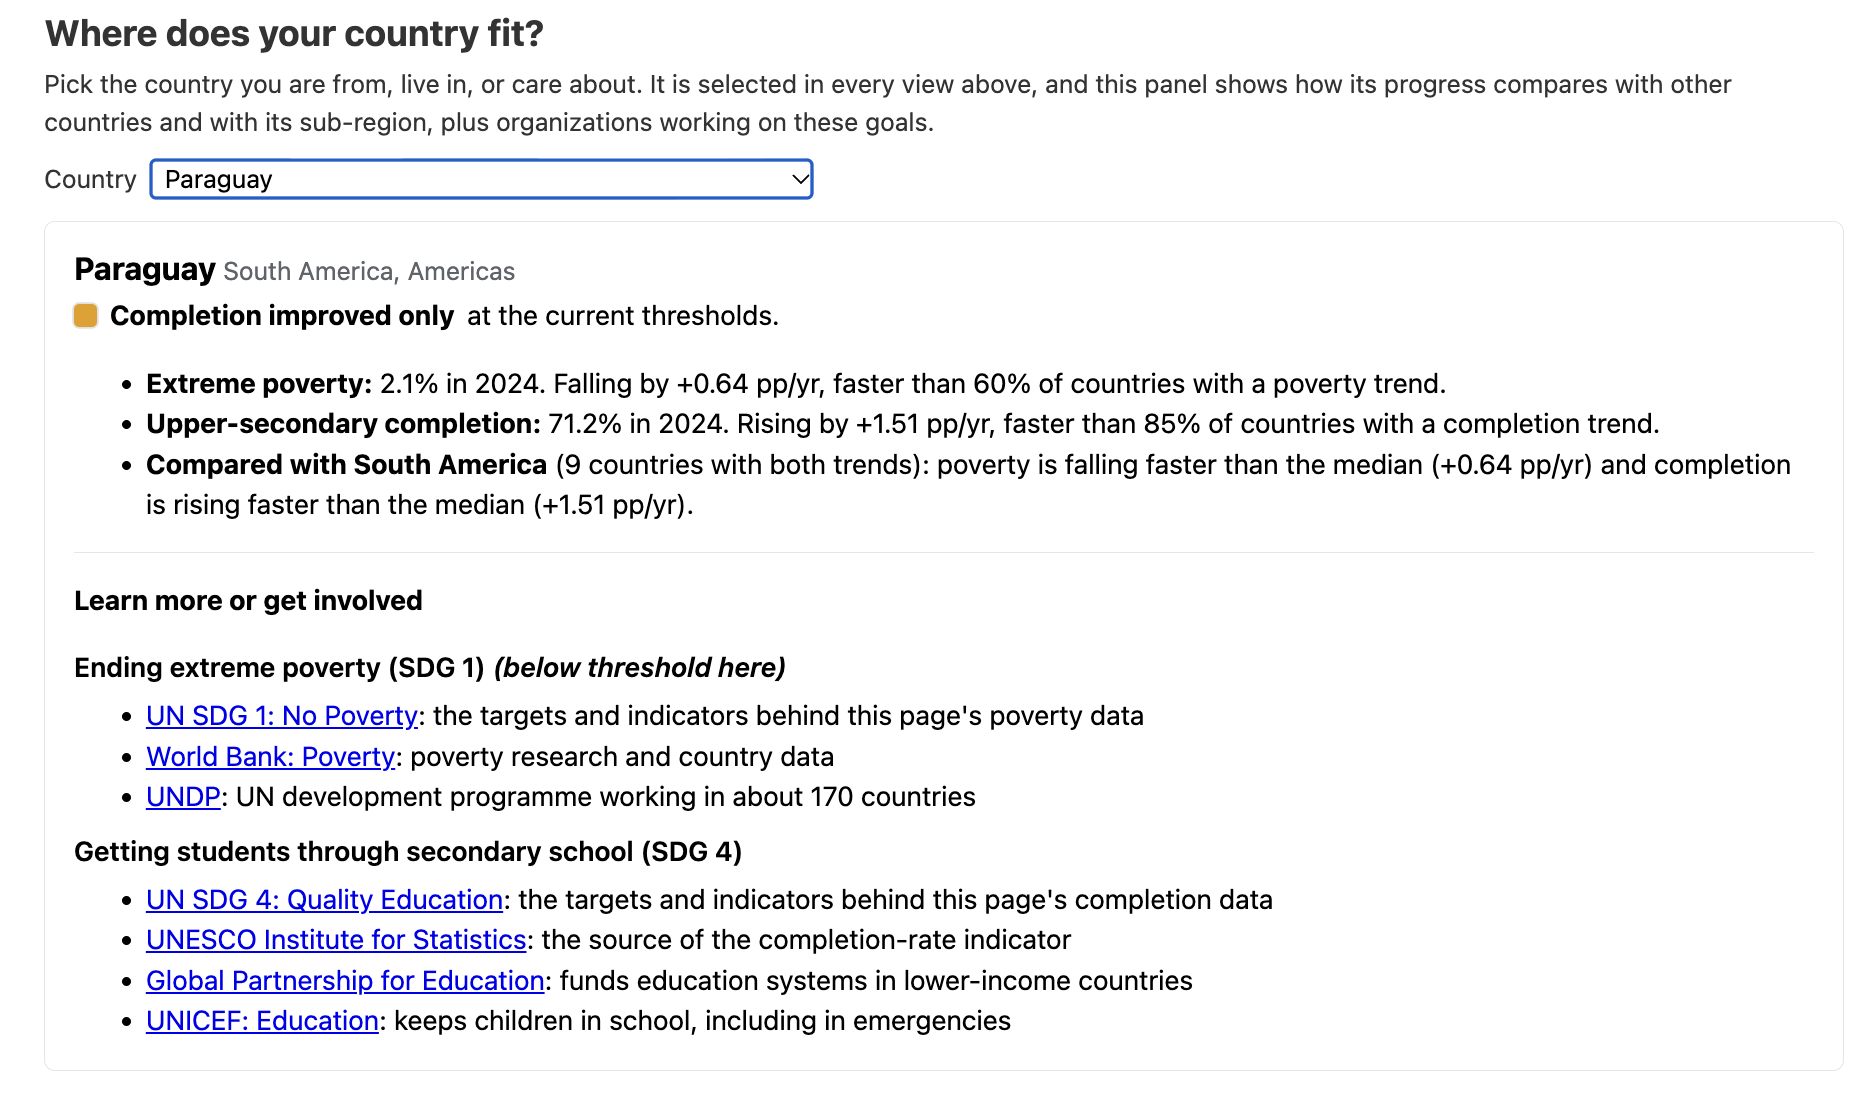 Where does your country fit?
Pick the country you are from, live in, or care about. It is selected in every view above, and this panel shows how its progress compares with other
countries and with its sub-region, plus organizations working on these goals.
Country Paraguay
Paraguay South America, Americas
Completion improved only at the current thresholds.
• Extreme poverty: 2.1% in 2024. Falling by +0.64 pp/yr, faster than 60% of countries with a poverty trend.
• Upper-secondary completion: 71.2% in 2024. Rising by +1.51 pp/yr, faster than 85% of countries with a completion trend.
• Compared with South America (9 countries with both trends): poverty is falling faster than the median (+0.64 pp/yr) and completion
is rising faster than the median (+1.51 pp/yr).
Learn more or get involved
Ending extreme poverty (SDG 1) (below threshold here)
• UN SDG 1: No Poverty: the targets and indicators behind this page's poverty data
• World Bank: Poverty: poverty research and country data
• UNDP: UN development programme working in about 170 countries
Getting students through secondary school (SDG 4)
• UN SDG 4: Quality Education: the targets and indicators behind this page's completion data
• UNESCO Institute for Statistics: the source of the completion-rate indicator
• Global Partnership for Education: funds education systems in lower-income countries
• UNICEF: Education: keeps children in school, including in emergencies